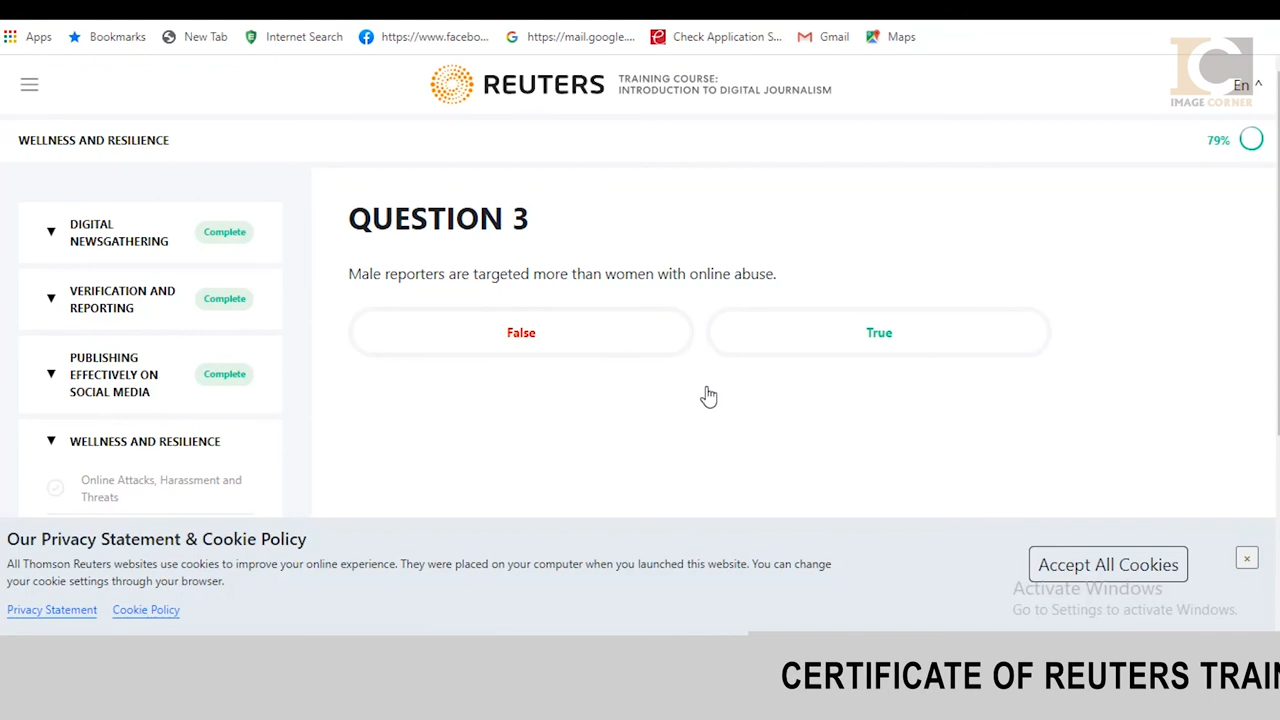 Apps Bookmarks New Tab Internet Search https://www.facebo... https://mail.google.... Check Application S... Gmail Maps
REUTERS
TRAINING COURSE:
INTRODUCTION TO DIGITAL JOURNALISM
En ^
IC
IMAGE CORNER
WELLNESS AND RESILIENCE
79%
DIGITAL
NEWSGATHERING
Complete
VERIFICATION AND
REPORTING
Complete
PUBLISHING
EFFECTIVELY ON
SOCIAL MEDIA
Complete
WELLNESS AND RESILIENCE
Online Attacks, Harassment and
Threats
QUESTION 3
Male reporters are targeted more than women with online abuse.
False True
Our Privacy Statement & Cookie Policy
All Thomson Reuters websites use cookies to improve your online experience. They were placed on your computer when you launched this website. You can change
your cookie settings through your browser.
Privacy Statement Cookie Policy
Accept All Cookies
×
Activate Windows
Go to Settings to activate Windows.
CERTIFICATE OF REUTERS TRAIN